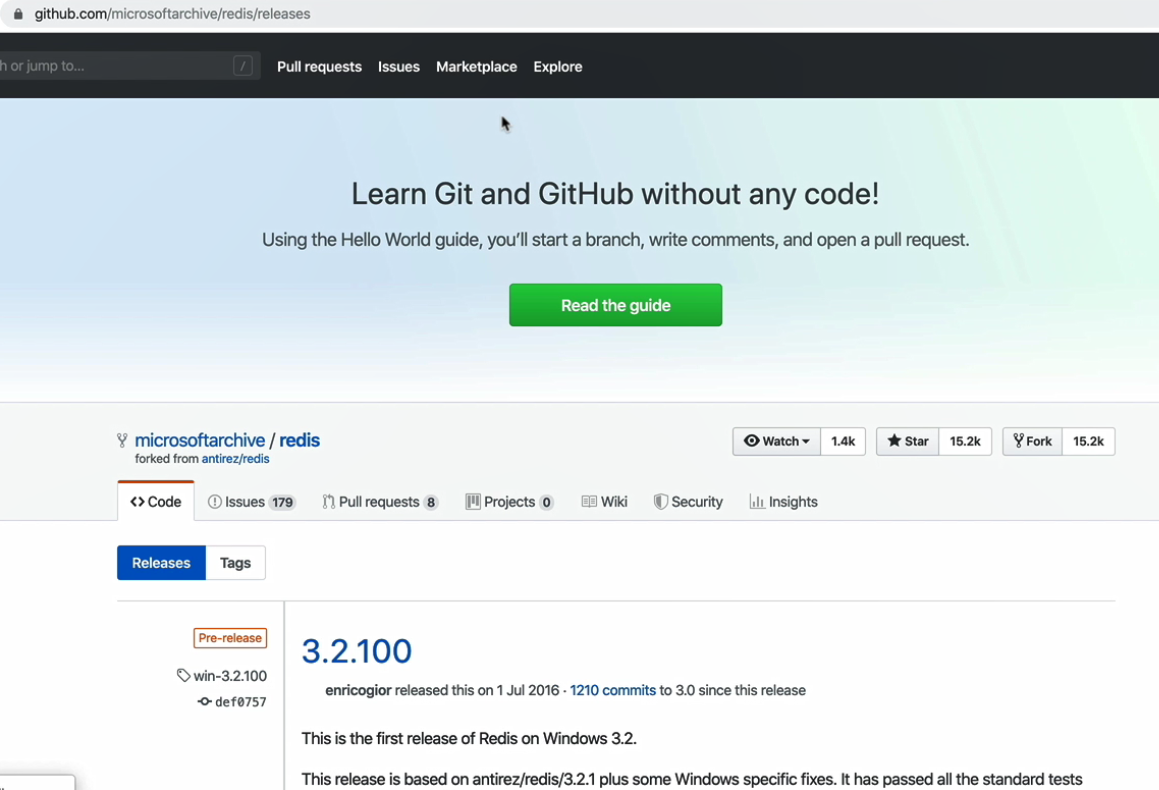 github.com/microsoftarchive/redis/releases
h or jump to... /
Pull requests Issues Marketplace Explore
Learn Git and GitHub without any code!
Using the Hello World guide, you’ll start a branch, write comments, and open a pull request.
Read the guide
microsoftarchive / redis
forked from antirez/redis
Watch 1.4k Star 15.2k Fork 15.2k
Code Issues 179 Pull requests 8 Projects 0 Wiki Security Insights
Releases Tags
Pre-release
win-3.2.100
def0757
3.2.100
enricogior released this on 1 Jul 2016 · 1210 commits to 3.0 since this release
This is the first release of Redis on Windows 3.2.
This release is based on antirez/redis/3.2.1 plus some Windows specific fixes. It has passed all the standard tests